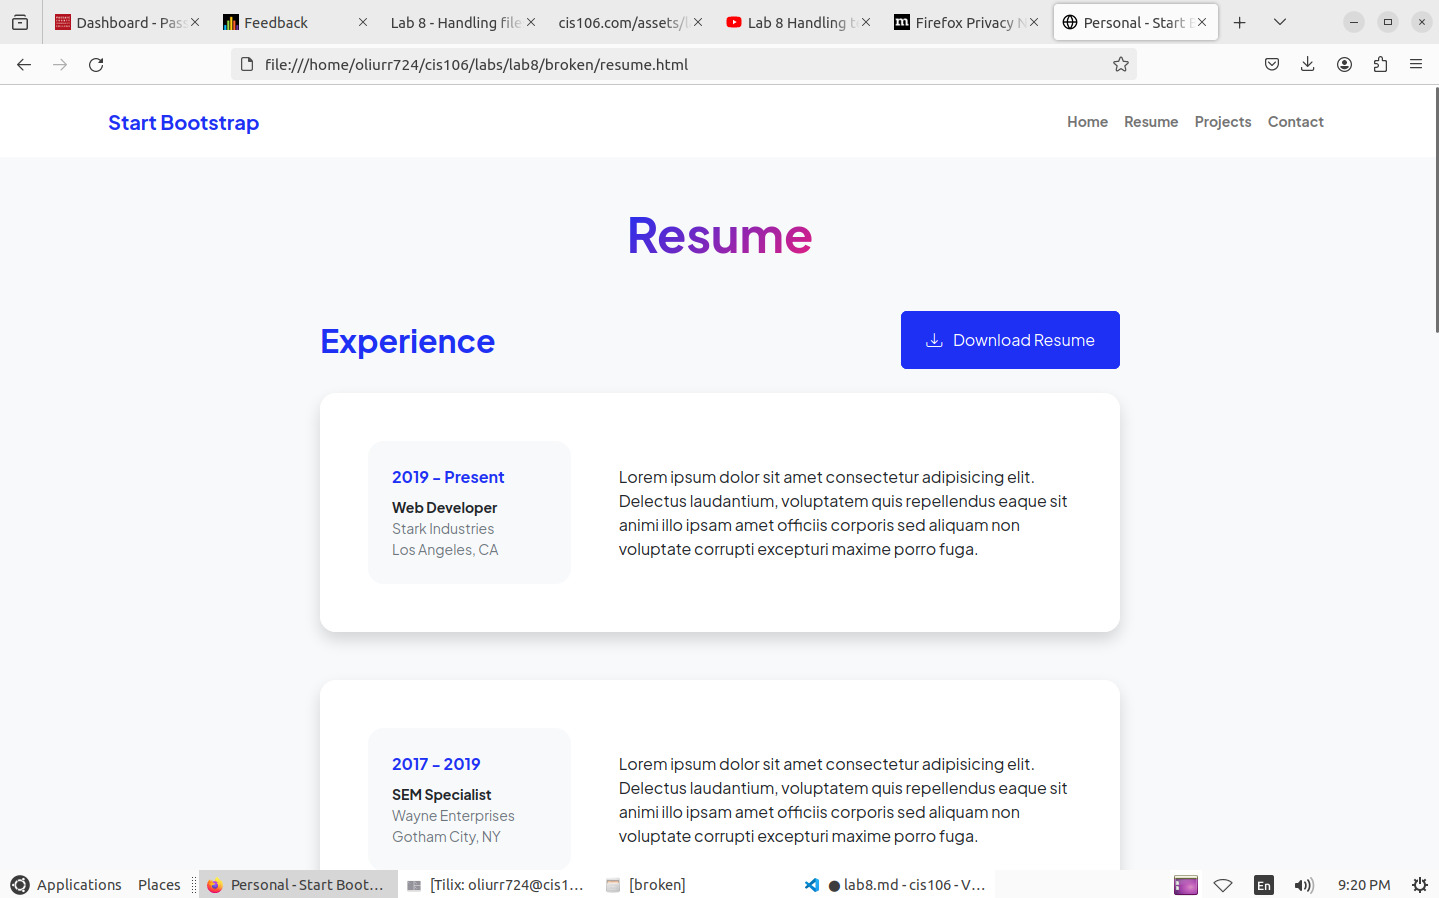 Dashboard - Pas
Feedback
Lab 8 - Handling file
cis106.com/assets/
Lab 8 Handling t
Firefox Privacy N
Personal - Start
file:///home/oliurr724/cis106/labs/lab8/broken/resume.html
Start Bootstrap
Home
Resume
Projects
Contact
Resume
Experience
Download Resume
2019 - Present
Web Developer
Stark Industries
Los Angeles, CA
Lorem ipsum dolor sit amet consectetur adipisicing elit.
Delectus laudantium, voluptatem quis repellendus eaque sit
animi illo ipsam amet officiis corporis sed aliquam non
voluptate corrupti excepturi maxime porro fuga.
2017 - 2019
SEM Specialist
Wayne Enterprises
Gotham City, NY
Lorem ipsum dolor sit amet consectetur adipisicing elit.
Delectus laudantium, voluptatem quis repellendus eaque sit
animi illo ipsam amet officiis corporis sed aliquam non
voluptate corrupti excepturi maxime porro fuga.
Applications
Places
Personal - Start Boot...
[Tilix: oliurr724@cis1...
[broken]
● lab8.md - cis106 - V...
En
9:20 PM